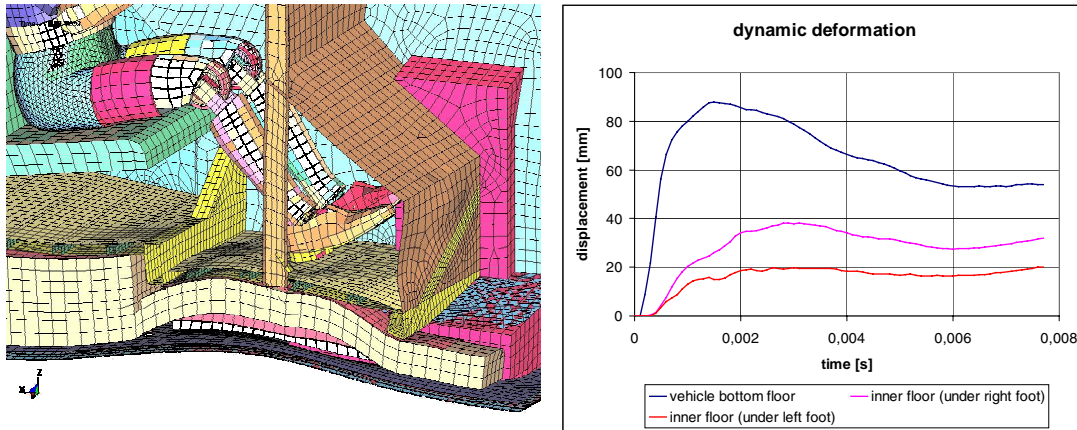 Z
X
dynamic deformation
100
80
60
40
20
0
displacement [mm]
0
0,002
0,004
0,006
0,008
time [s]
vehicle bottom floor
inner floor (under right foot)
inner floor (under left foot)